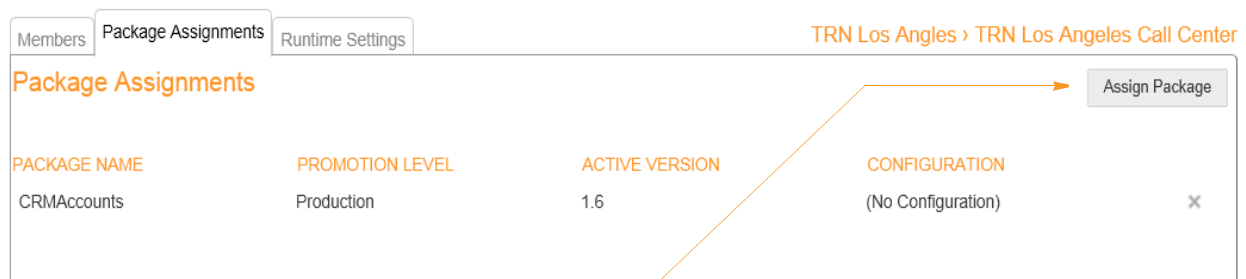 Members Package Assignments Runtime Settings
TRN Los Angles › TRN Los Angeles Call Center
Package Assignments
Assign Package
PACKAGE NAME PROMOTION LEVEL ACTIVE VERSION CONFIGURATION
CRMAccounts Production 1.6 (No Configuration)